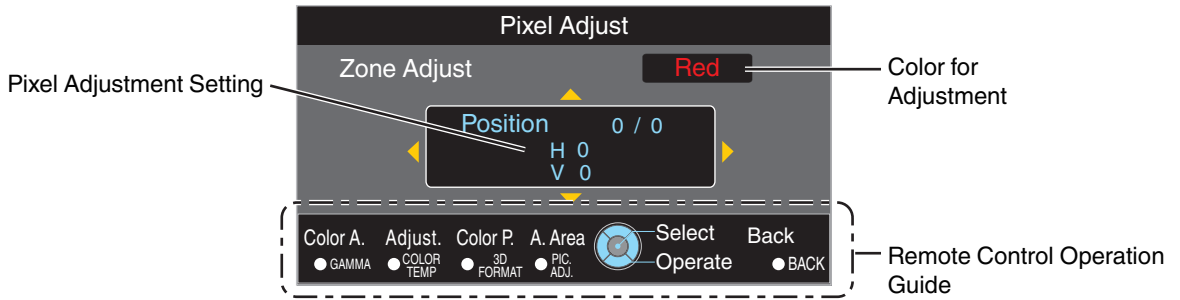 Pixel Adjust
Zone Adjust Red
Pixel Adjustment Setting
Color for
Adjustment
Position 0 / 0
H 0
V 0
Color A. Adjust. Color P. A. Area Select Back
GAMMA COLOR TEMP 3D FORMAT PIC. ADJ. Operate BACK
Remote Control Operation
Guide